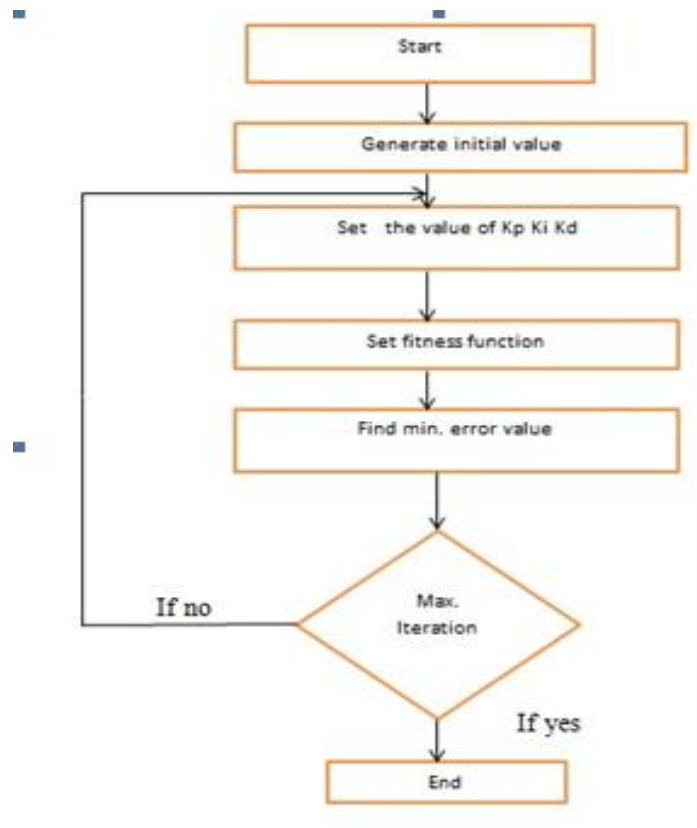 Start
Generate initial value
Set the value of Kp Ki Kd
Set fitness function
Find min. error value
Max.
Iteration
If no
If yes
End